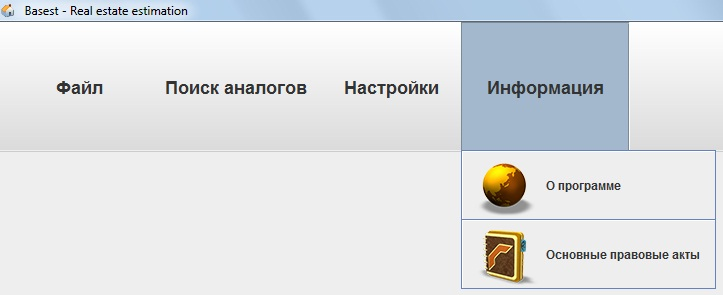 Basest - Real estate estimation
Файл Поиск аналогов Настройки Информация
О программе
Основные правовые акты